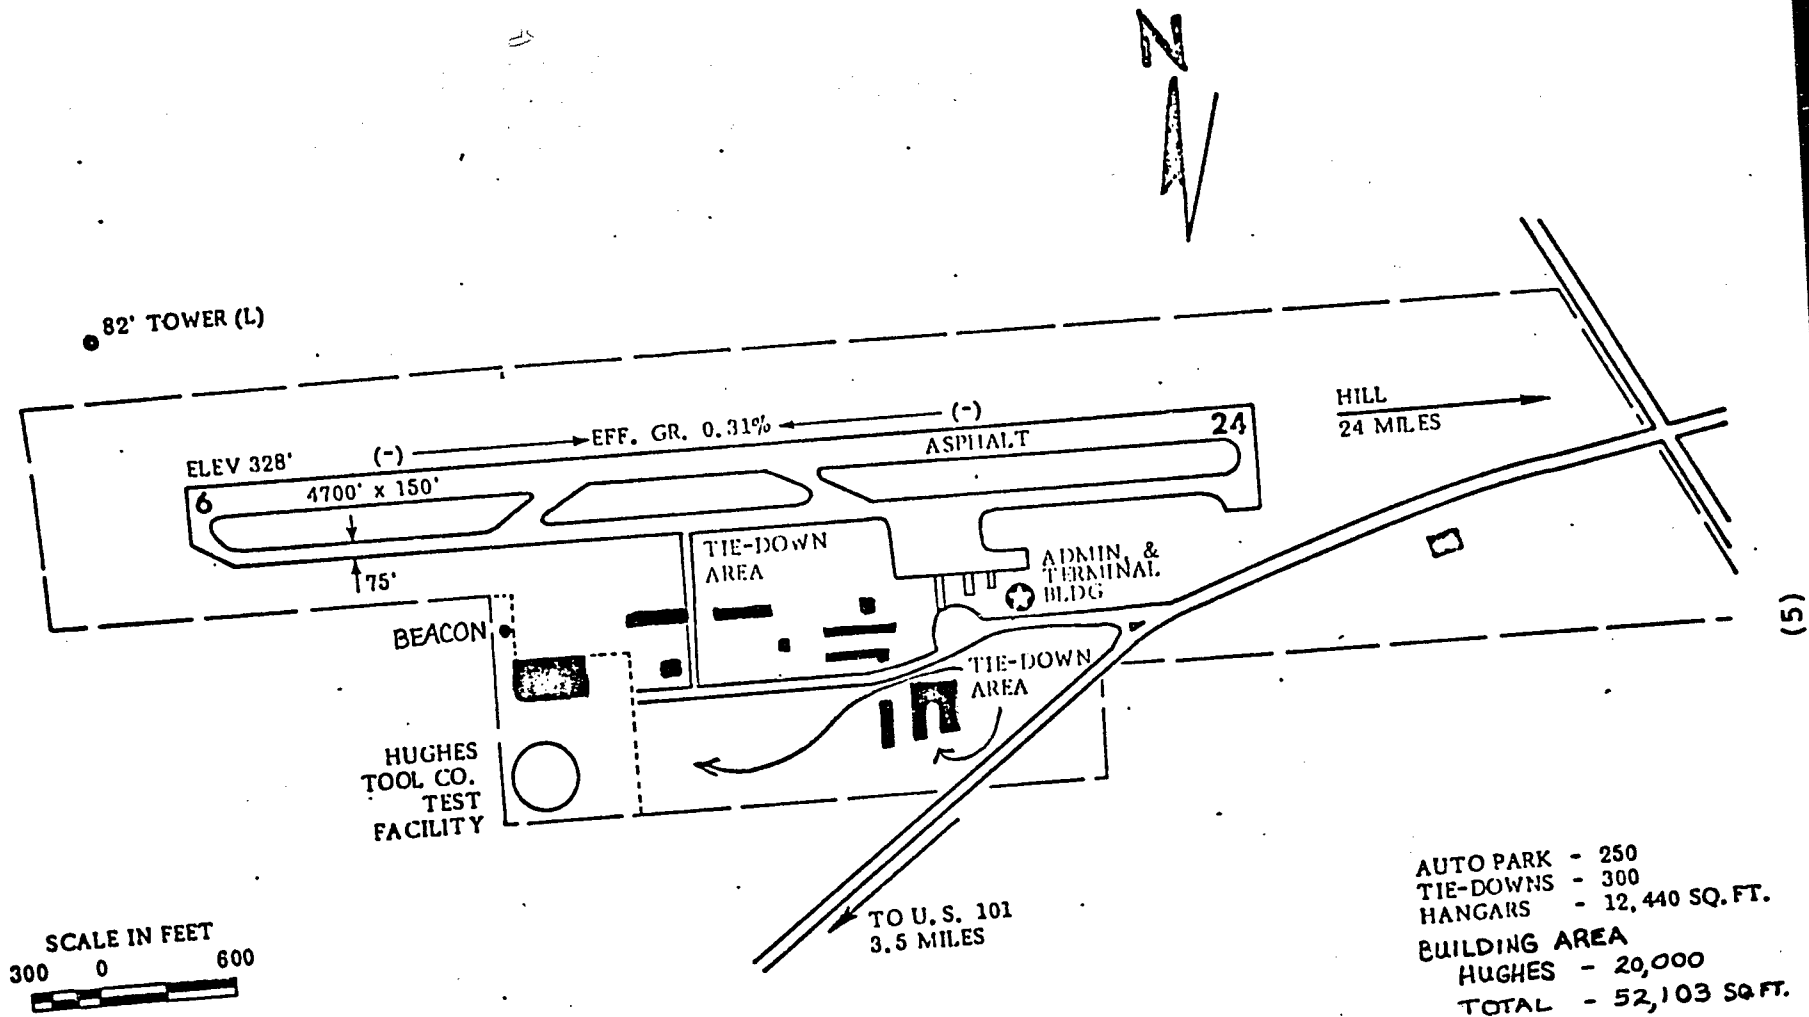 N
82' TOWER (L)
HILL
24 MILES
(-) EFF. GR. 0.31% (-)
ELEV 328'
ASPHALT
24
6
4700' x 150'
75'
TIE-DOWN
AREA
ADMIN. &
TERMINAL
BLDG
BEACON
TIE-DOWN
AREA
HUGHES
TOOL CO.
TEST
FACILITY
(5)
TO U.S. 101
3.5 MILES
SCALE IN FEET
300 0 600
AUTO PARK - 250
TIE-DOWNS - 300
HANGARS - 12,440 SQ. FT.
BUILDING AREA
HUGHES - 20,000
TOTAL - 52,103 SQ FT.